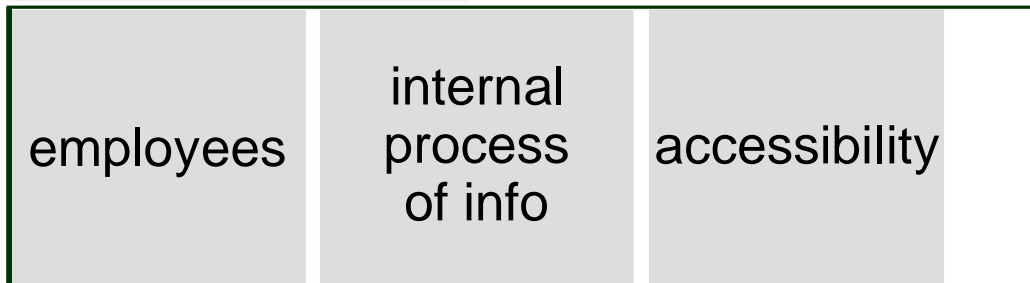 employees
internal
process
of info
accessibility